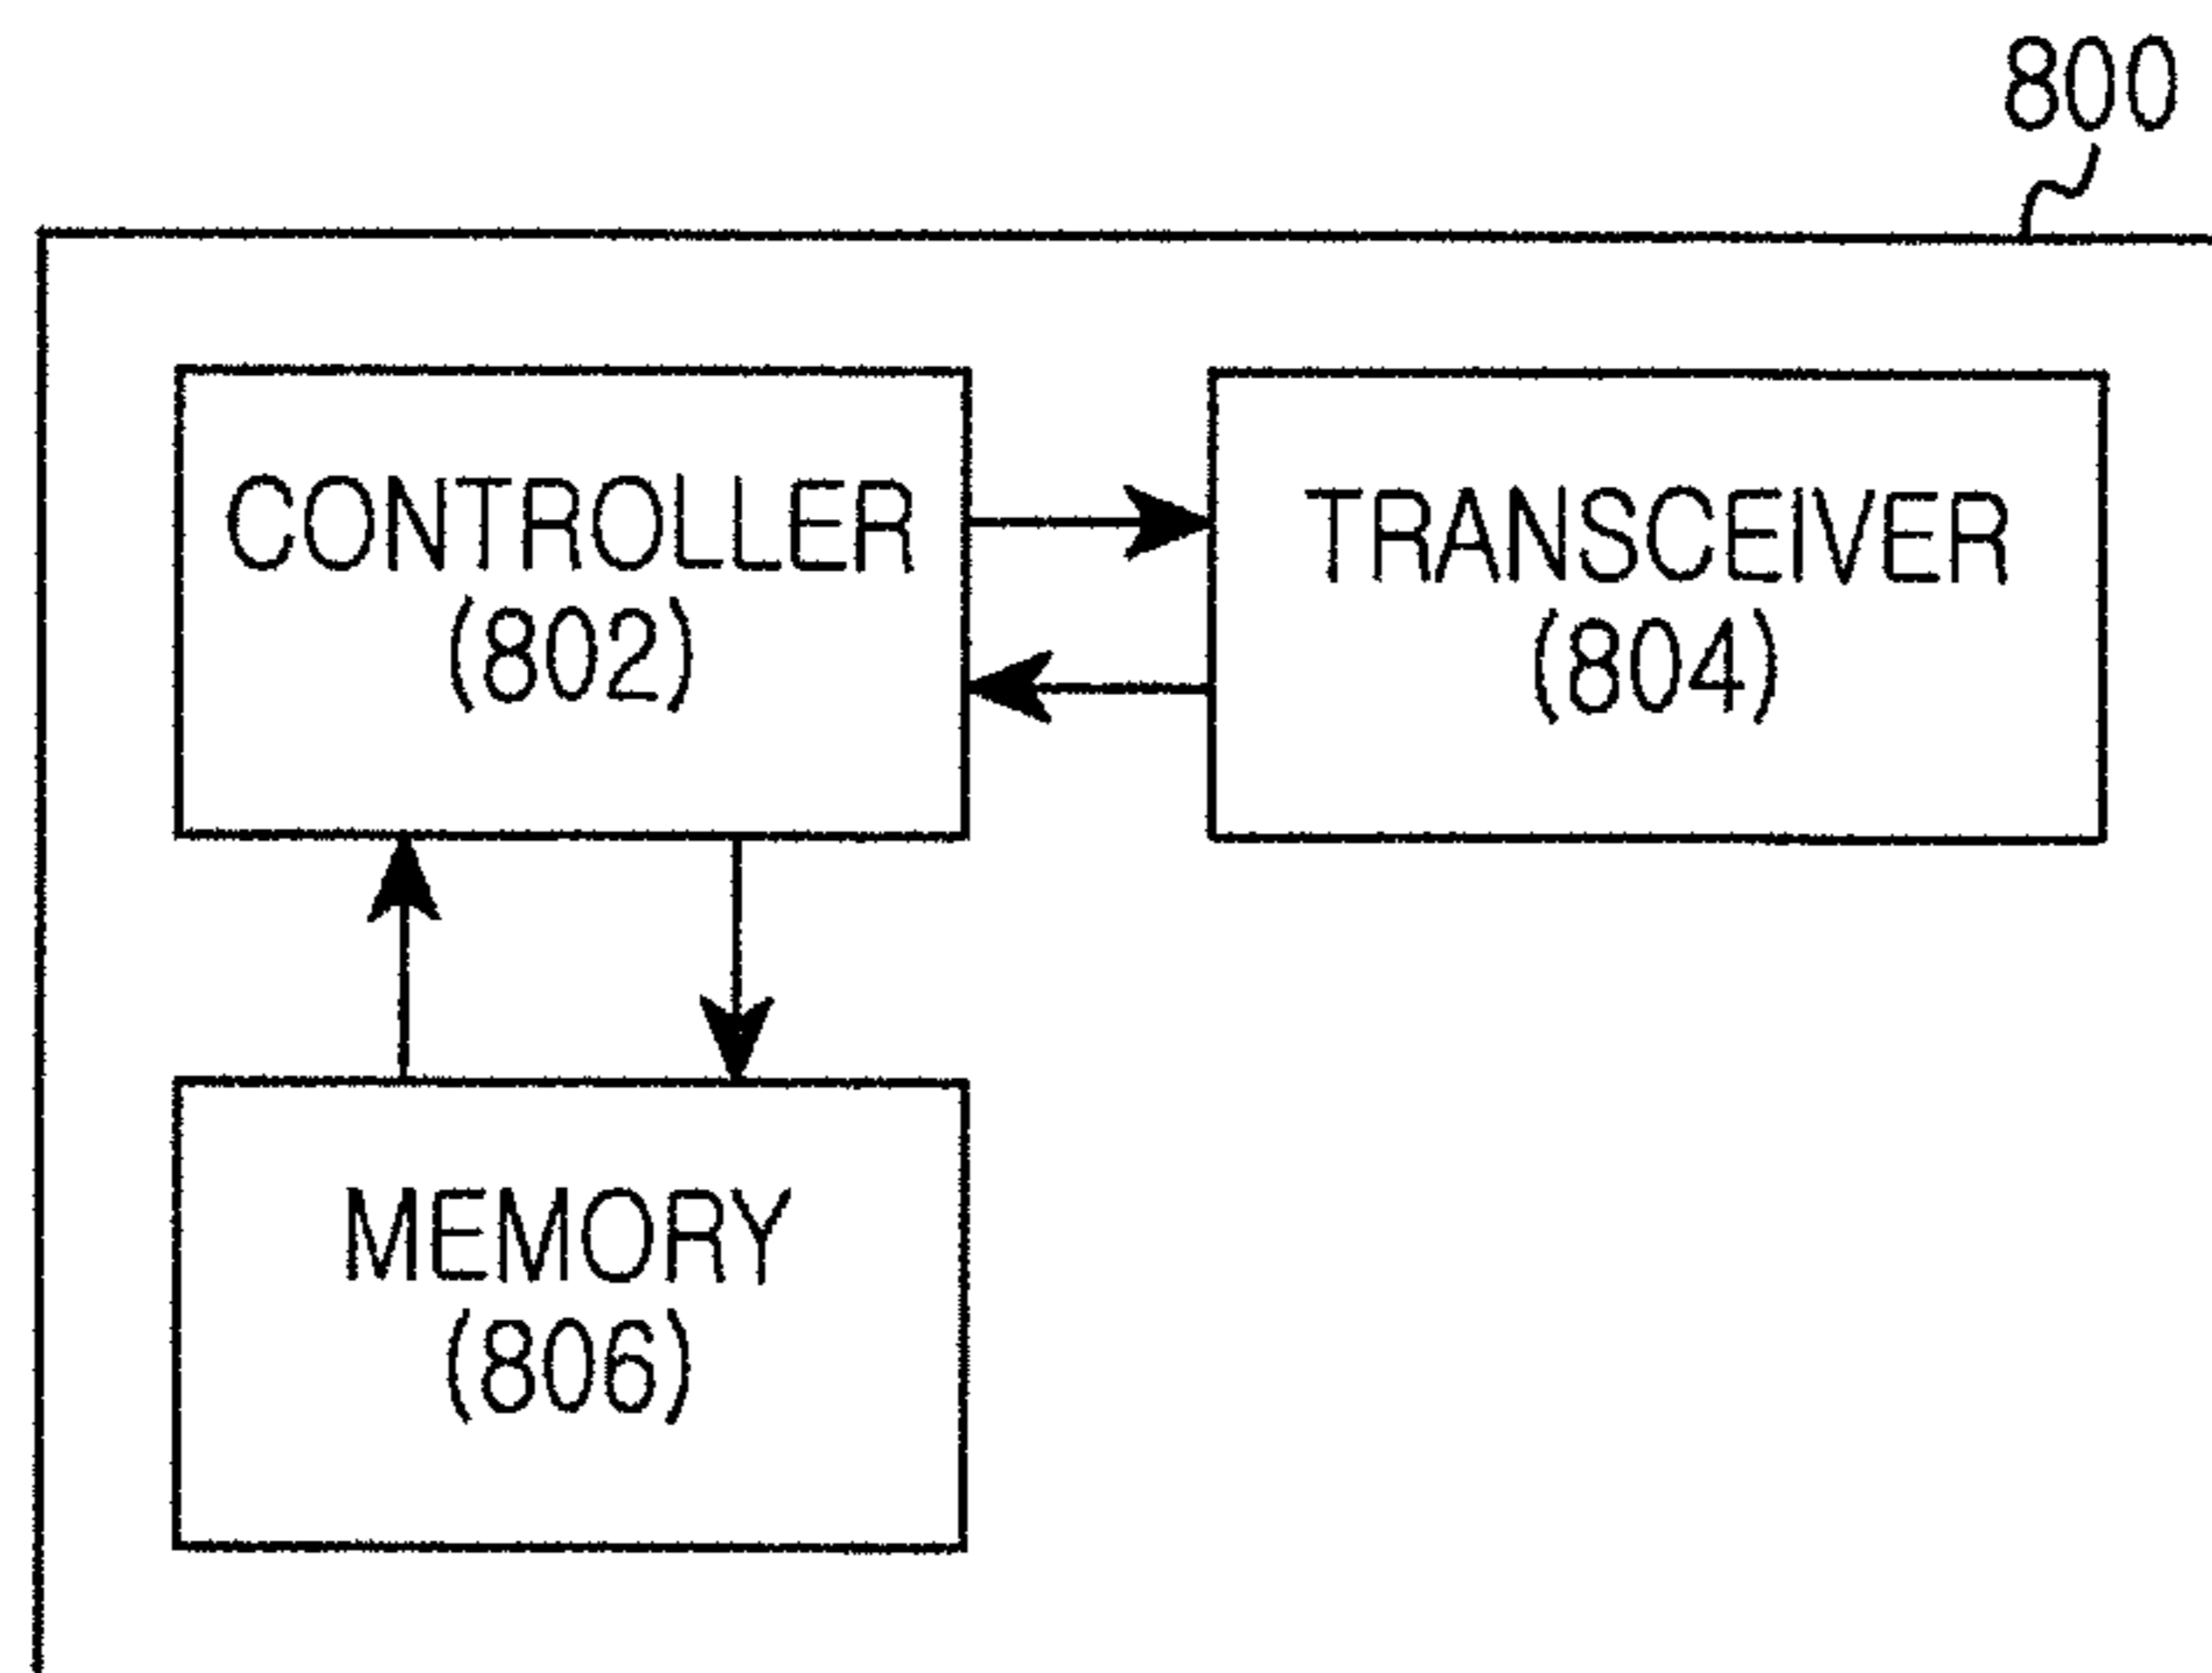 800
CONTROLLER
(802)
TRANSCEIVER
(804)
MEMORY
(806)